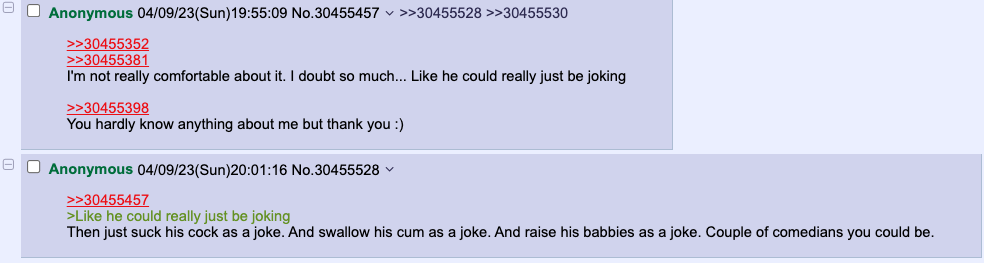 Anonymous 04/09/23(Sun)19:55:09 No.30455457 >>30455528 >>30455530
>>30455352
>>30455381
I'm not really comfortable about it. I doubt so much... Like he could really just be joking
>>30455398
You hardly know anything about me but thank you :)
Anonymous 04/09/23(Sun)20:01:16 No.30455528
>>30455457
>Like he could really just be joking
Then just suck his cock as a joke. And swallow his cum as a joke. And raise his babbies as a joke. Couple of comedians you could be.